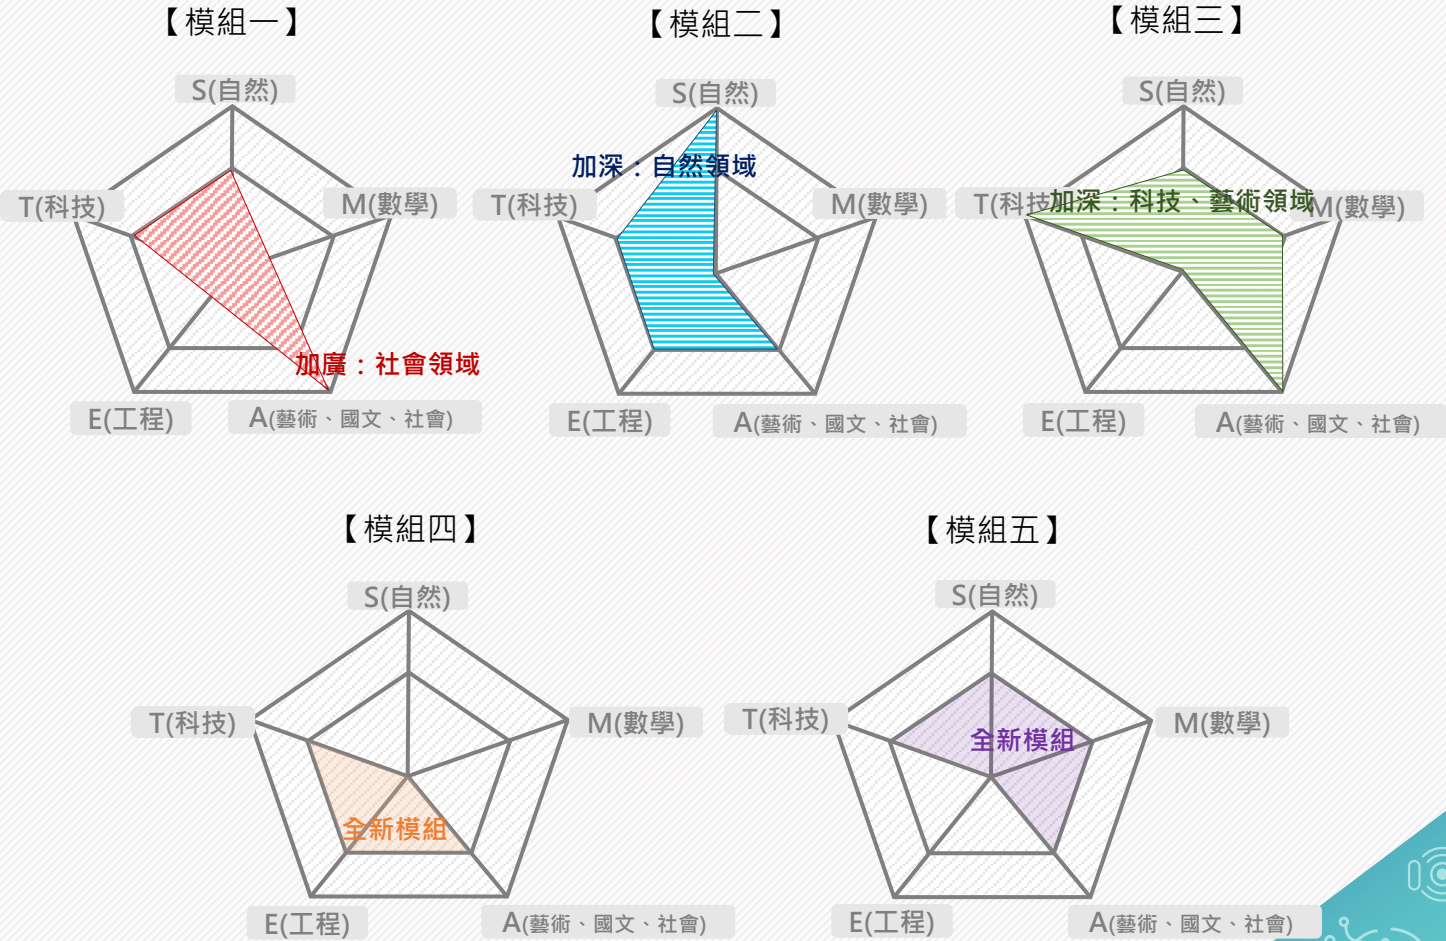 【模組一】
S(自然)
T(科技)
M(數學)
加廣：社會領域
E(工程)
A(藝術、國文、社會)
【模組二】
S(自然)
加深：自然領域
T(科技)
M(數學)
E(工程)
A(藝術、國文、社會)
【模組三】
S(自然)
T(科技
加深：科技、藝術領域
M(數學)
E(工程)
A(藝術、國文、社會)
【模組四】
S(自然)
T(科技)
M(數學)
全新模組
E(工程)
A(藝術、國文、社會)
【模組五】
S(自然)
T(科技)
M(數學)
全新模組
E(工程)
A(藝術、國文、社會)